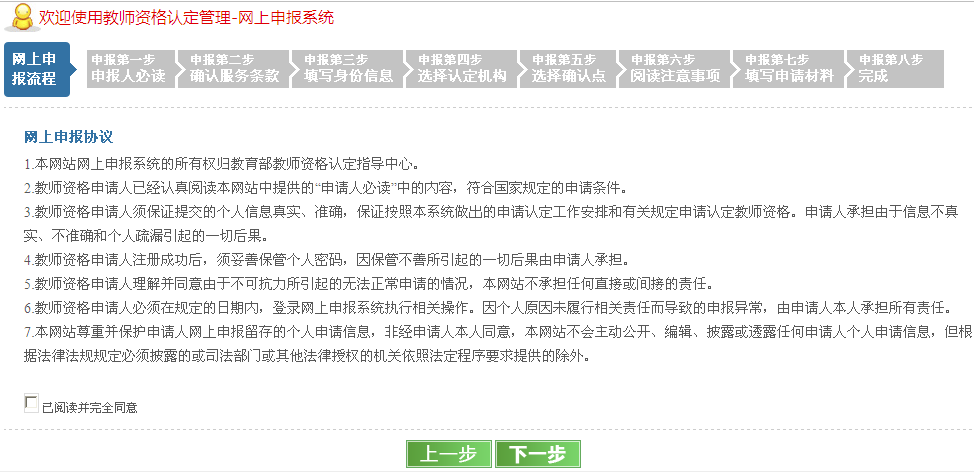 欢迎使用教师资格认定管理-网上申报系统
网上申
报流程
申报第一步
申报人必读
申报第二步
确认服务条款
申报第三步
填写身份信息
申报第四步
选择认定机构
申报第五步
选择确认点
申报第六步
阅读注意事项
申报第七步
填写申请材料
申报第八步
完成
网上申报协议
1.本网站网上申报系统的所有权归教育部教师资格认定指导中心。
2.教师资格申请人已经认真阅读本网站中提供的“申请人必读”中的内容，符合国家规定的申请条件。
3.教师资格申请人须保证提交的个人信息真实、准确，保证按照本系统做出的申请认定工作安排和有关规定申请认定教师资格。申请人承担由于信息不真
实、不准确和个人疏漏引起的一切后果。
4.教师资格申请人注册成功后，须妥善保管个人密码，因保管不善所引起的一切后果由申请人承担。
5.教师资格申请人理解并同意由于不可抗力所引起的无法正常申请的情况，本网站不承担任何直接或间接的责任。
6.教师资格申请人必须在规定的日期内，登录网上申报系统执行相关操作。因个人原因未履行相关责任而导致的申报异常，由申请人本人承担所有责任。
7.本网站尊重并保护申请人网上申报留存的个人申请信息，非经申请人本人同意，本网站不会主动公开、编辑、披露或透露任何申请人个人申请信息，但根
据法律法规规定必须披露的或司法部门或其他法律授权的机关依照法定程序要求提供的除外。
已阅读并完全同意
上一步
下一步